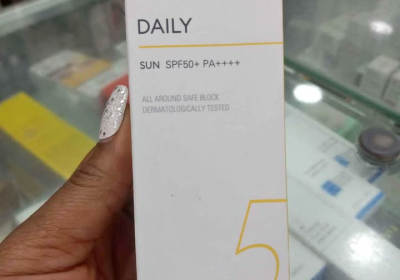 DAILY
SUN SPF50+ PA++++
ALL AROUND SAFE BLOCK
DERMATOLOGICALLY TESTED
5